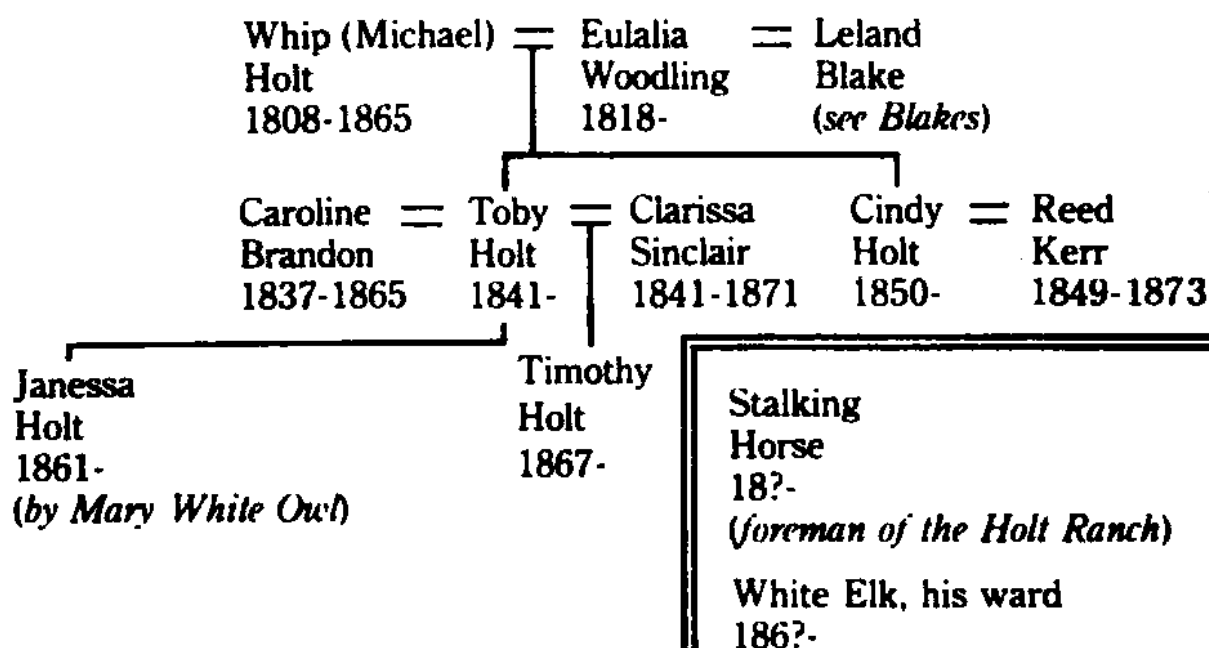 Whip (Michael) = Eulalia = Leland
Holt Woodling Blake
1808-1865 1818- (see Blakes)
Caroline = Toby = Clarissa Cindy = Reed
Brandon Holt Sinclair Holt Kerr
1837-1865 1841- 1841-1871 1850- 1849-1873
Janessa
Holt
1861-
(by Mary White Owl)
Timothy
Holt
1867-
Stalking
Horse
18?-
(foreman of the Holt Ranch)
White Elk, his ward
186?-